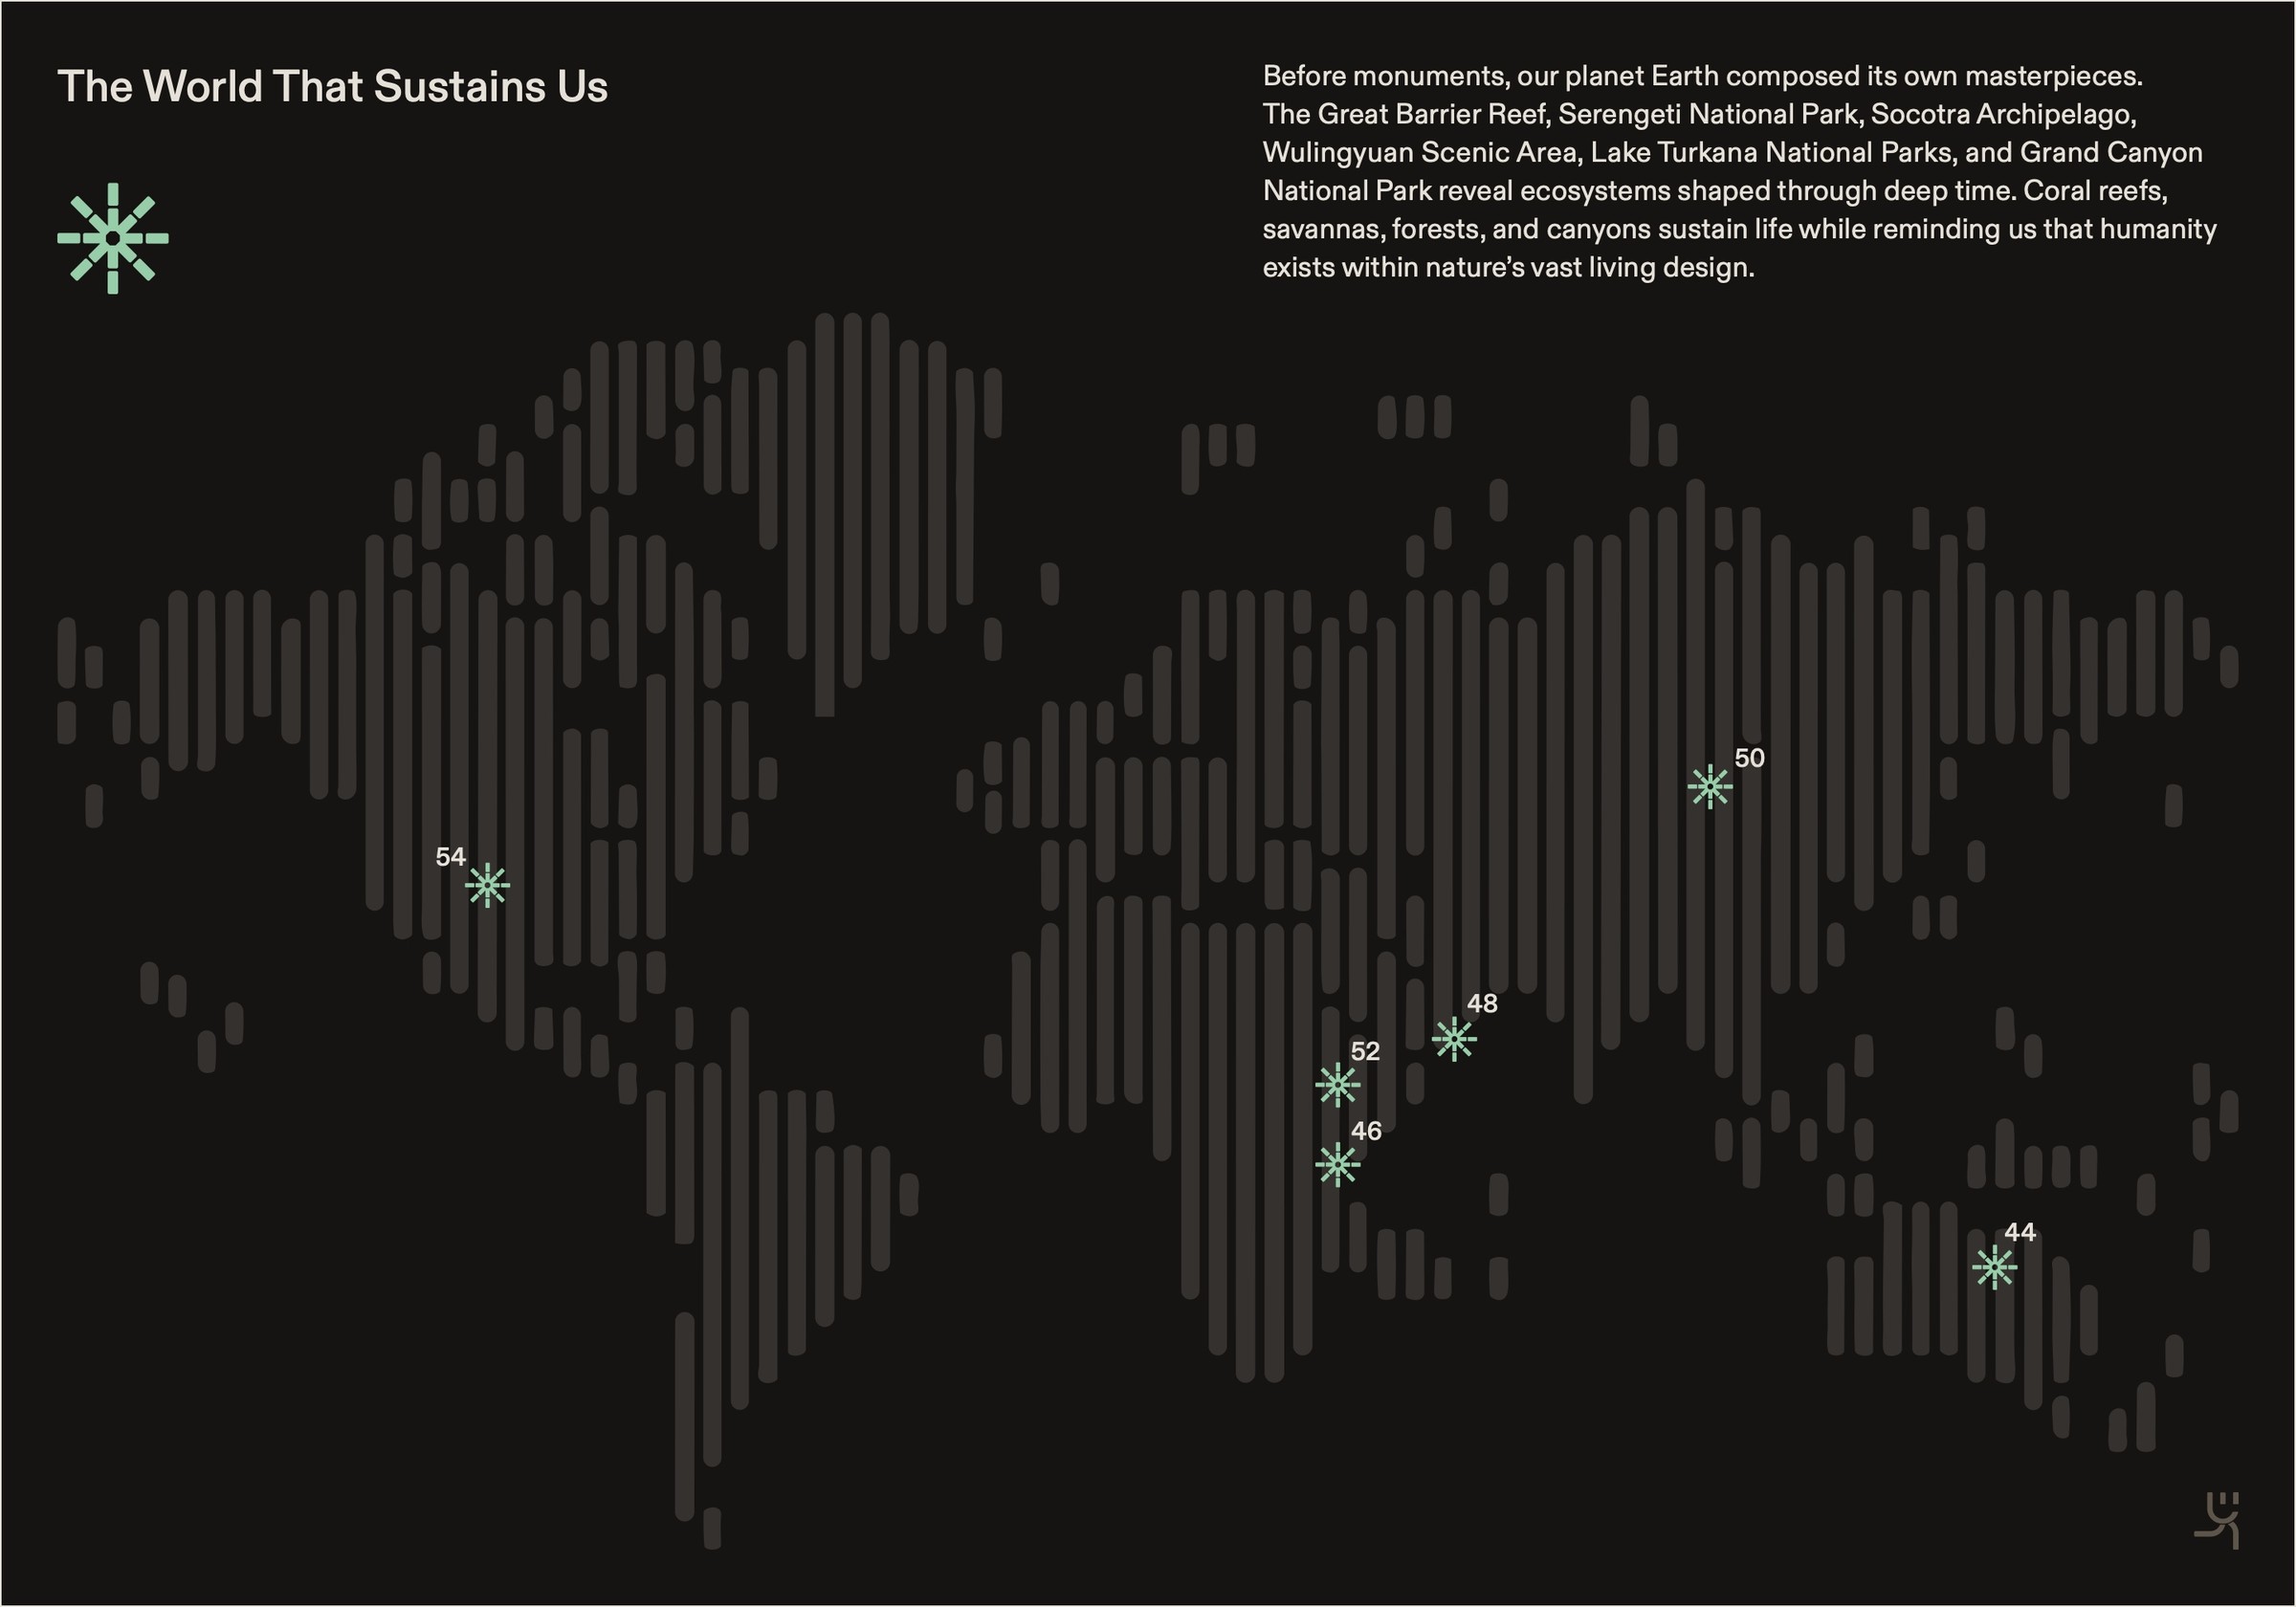 The World That Sustains Us
Before monuments, our planet Earth composed its own masterpieces.
The Great Barrier Reef, Serengeti National Park, Socotra Archipelago,
Wulingyuan Scenic Area, Lake Turkana National Parks, and Grand Canyon
National Park reveal ecosystems shaped through deep time. Coral reefs,
savannas, forests, and canyons sustain life while reminding us that humanity
exists within nature’s vast living design.
50
54
48
52
46
44